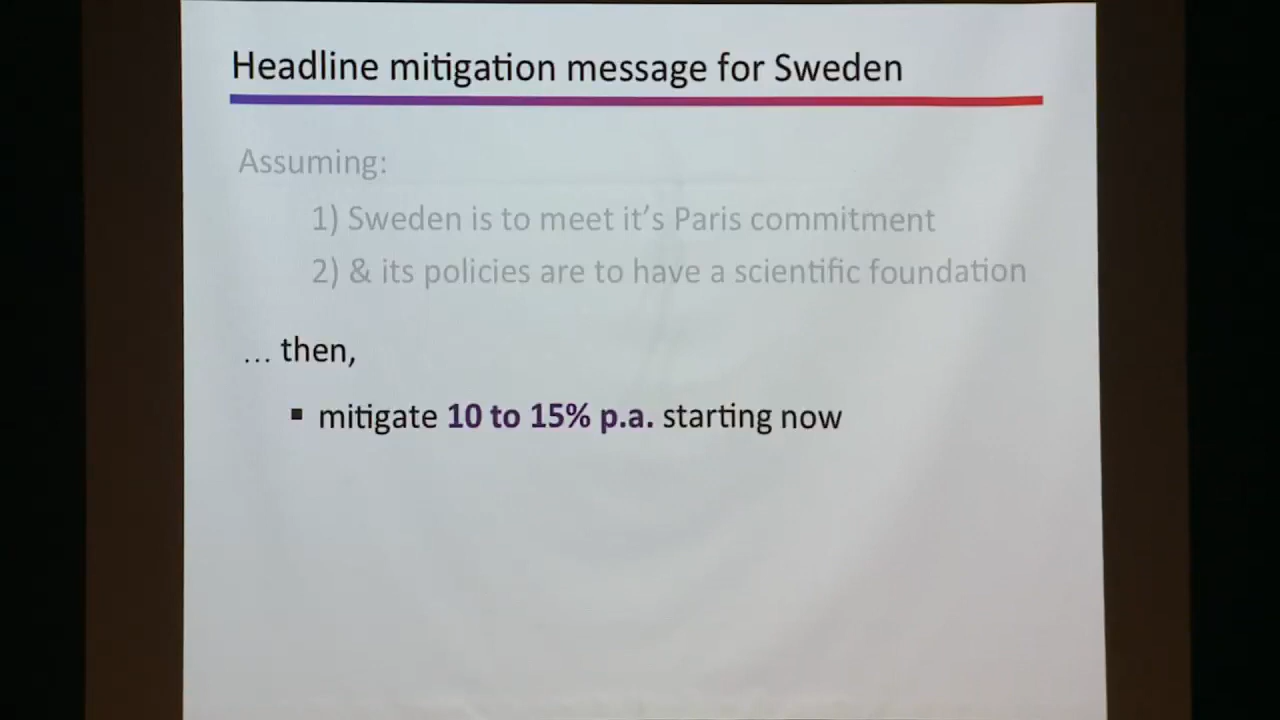 Headline mitigation message for Sweden
Assuming:
1) Sweden is to meet it’s Paris commitment
2) & its policies are to have a scientific foundation
… then,
▪ mitigate 10 to 15% p.a. starting now